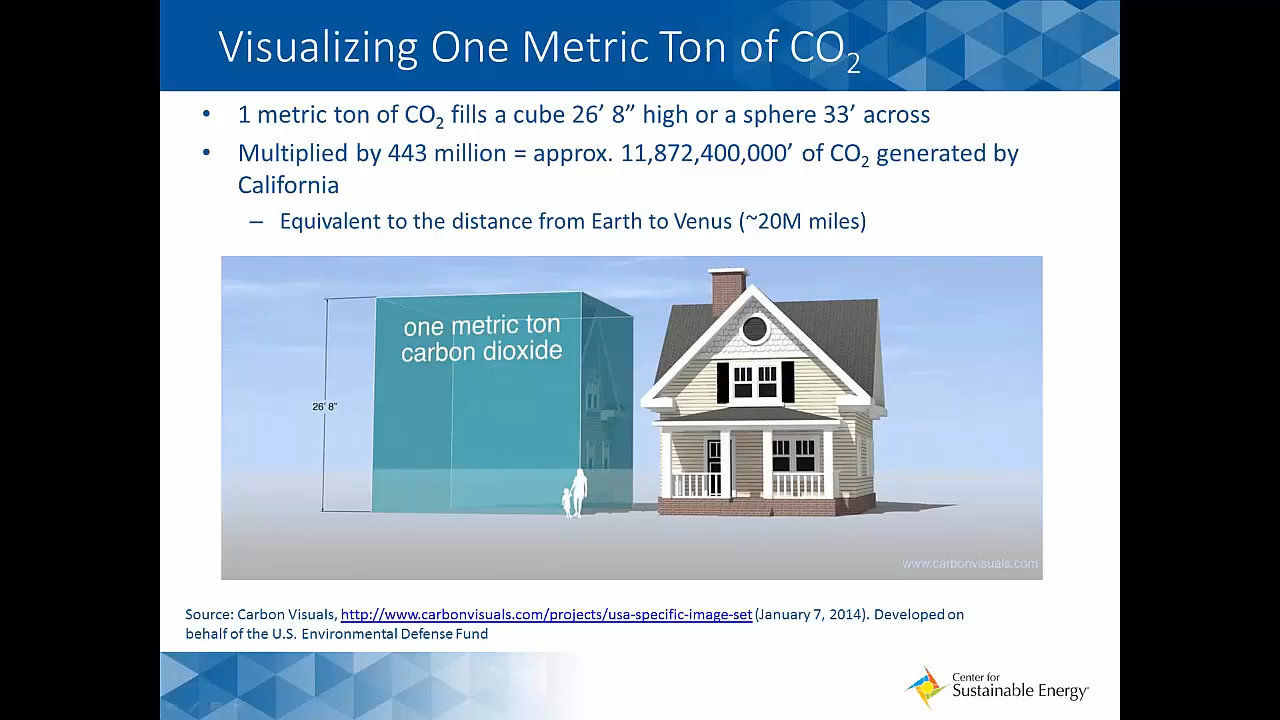 Visualizing One Metric Ton of CO₂
• 1 metric ton of CO₂ fills a cube 26’ 8” high or a sphere 33’ across
• Multiplied by 443 million = approx. 11,872,400,000’ of CO₂ generated by
California
– Equivalent to the distance from Earth to Venus (~20M miles)
one metric ton
carbon dioxide
26' 8"
www.carbonvisuals.com
Source: Carbon Visuals, http://www.carbonvisuals.com/projects/usa-specific-image-set (January 7, 2014). Developed on
behalf of the U.S. Environmental Defense Fund
Center for
Sustainable Energy